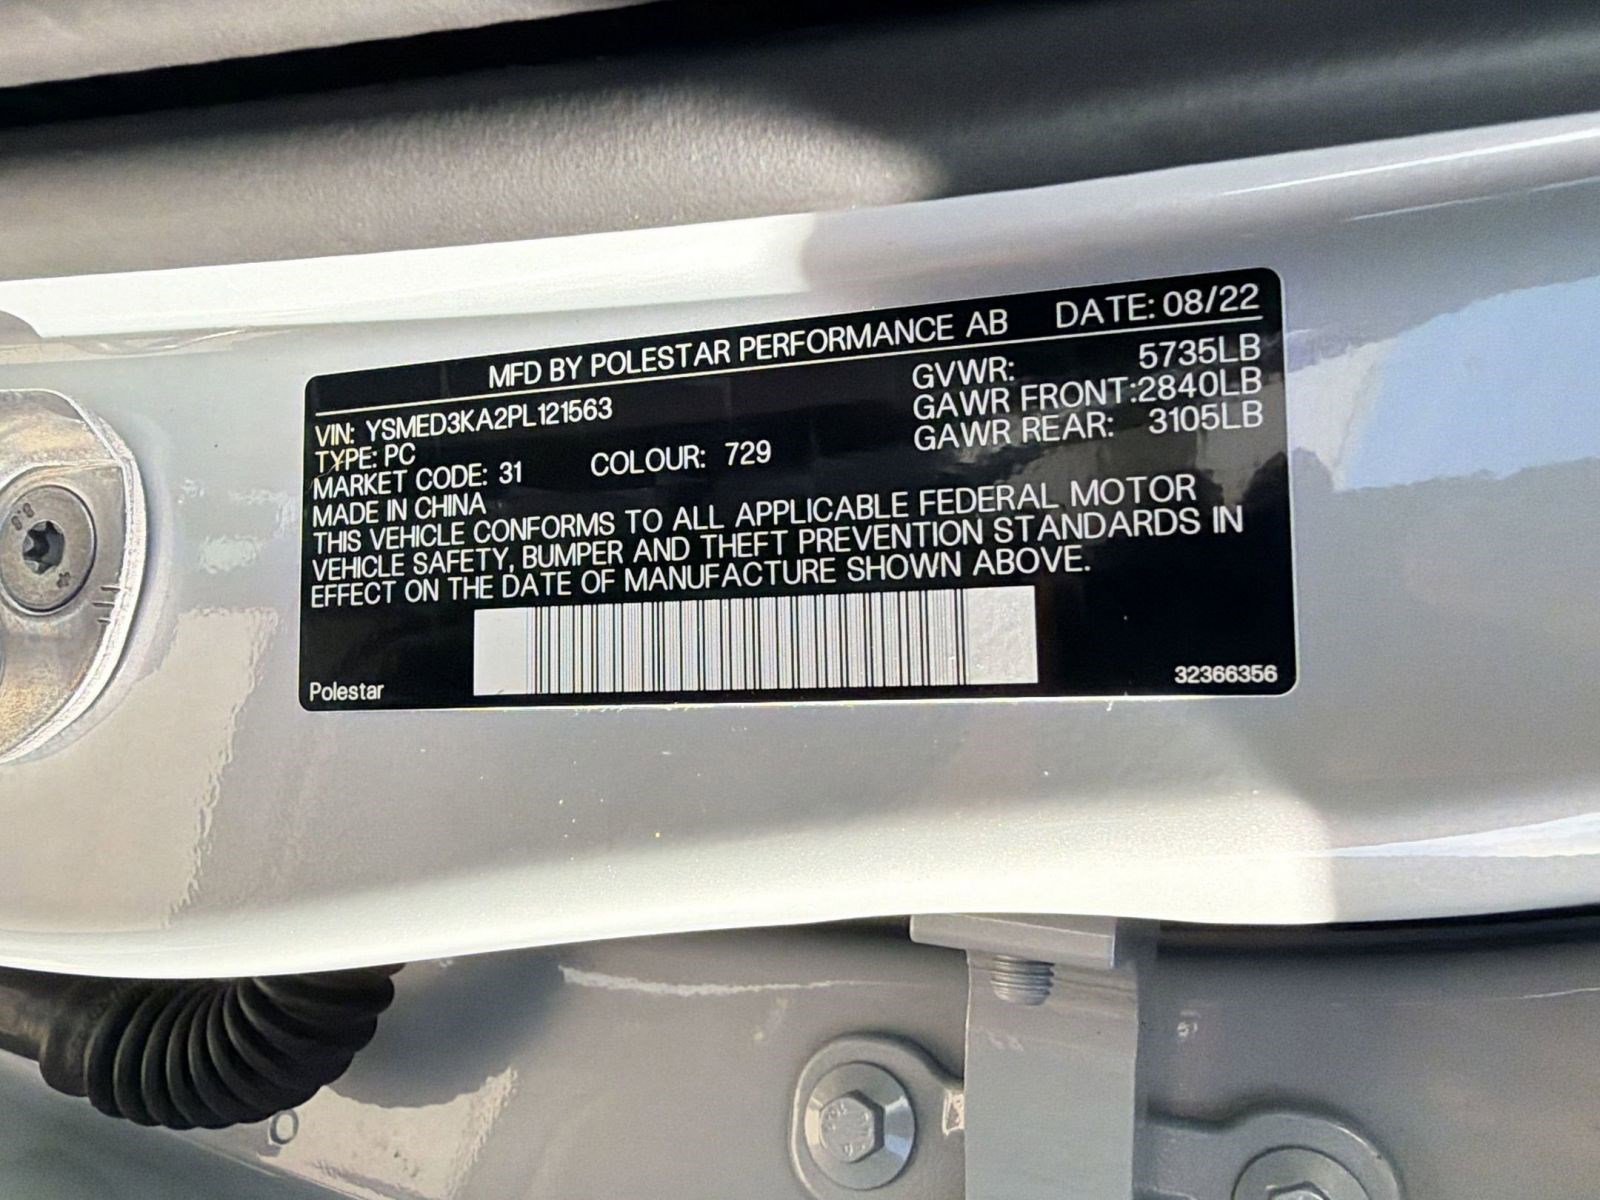 MFD BY POLESTAR PERFORMANCE AB DATE: 08/22
VIN: YSMED3KA2PL121563 GVWR: 5735LB
TYPE: PC GAWR FRONT:2840LB
MARKET CODE: 31 COLOUR: 729 GAWR REAR: 3105LB
MADE IN CHINA
THIS VEHICLE CONFORMS TO ALL APPLICABLE FEDERAL MOTOR
VEHICLE SAFETY, BUMPER AND THEFT PREVENTION STANDARDS IN
EFFECT ON THE DATE OF MANUFACTURE SHOWN ABOVE.
Polestar 32366356
8.8